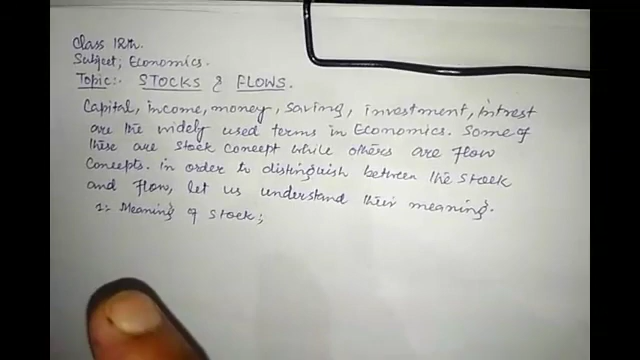 Class 12th.
Subject; Economics.
Topic:- STOCKS & FLOWS.
Capital, income, money, saving, investment, intrest
are the widely used terms in Economics. Some of
these are stock concept while others are flow
concepts. in order to distinguish between the stock
and flow, let us understand their meaning.
1:- Meaning of stock;